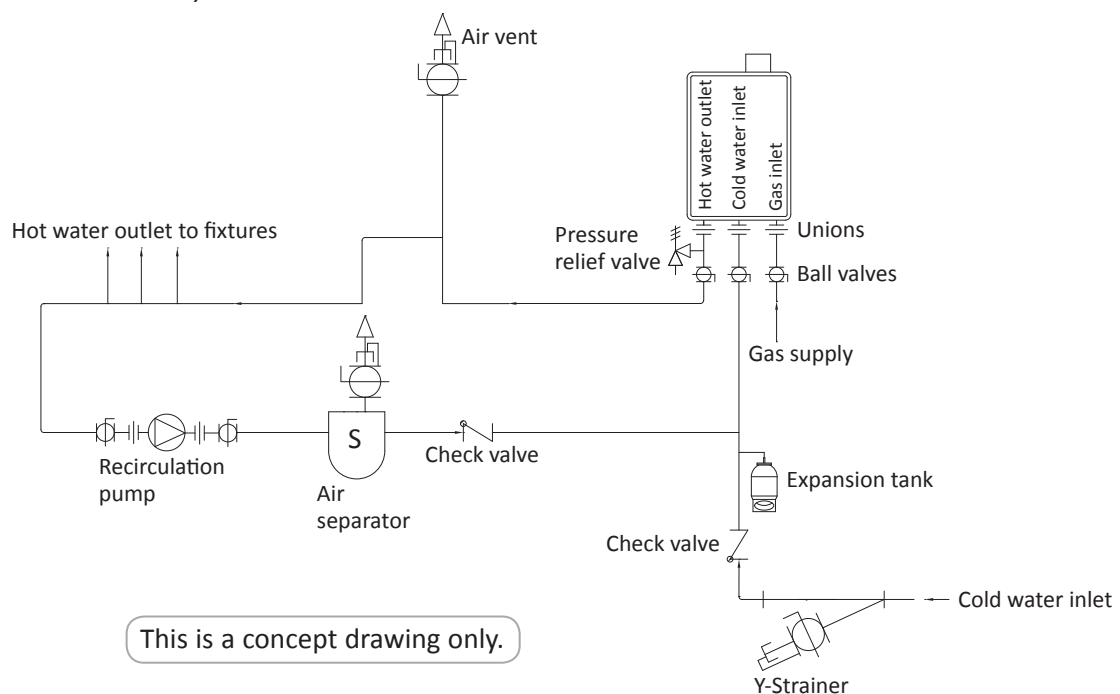 Air vent
Hot water outlet
Cold water inlet
Gas inlet
Hot water outlet to fixtures
Pressure
relief valve
Unions
Ball valves
Gas supply
S
Recirculation
pump
Air
separator
Check valve
Expansion tank
Check valve
Cold water inlet
This is a concept drawing only.
Y-Strainer